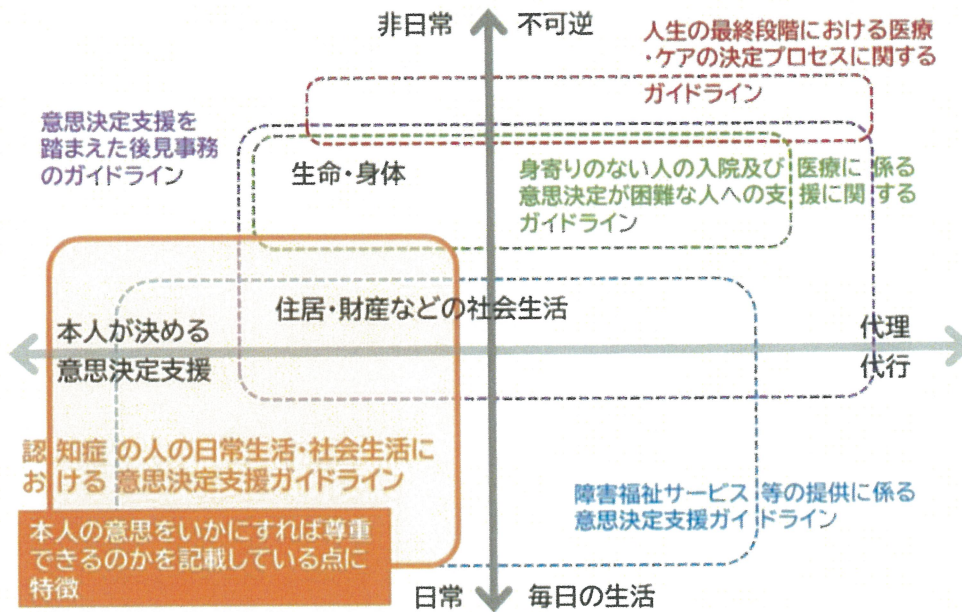 非日常 不可逆
人生の最終段階における医療
・ケアの決定プロセスに関する
ガイドライン
意思決定支援を
踏まえた後見事務
のガイドライン
生命・身体
身寄りのない人の入院及び医療に係る
意思決定が困難な人への支援に関する
ガイドライン
住居・財産などの社会生活
本人が決める
意思決定支援
代理
代行
認知症の人の日常生活・社会生活に
おける意思決定支援ガイドライン
障害福祉サービス等の提供に係る
意思決定支援ガイドライン
本人の意思をいかにすれば尊重
できるのかを記載している点に
特徴
日常 毎日の生活